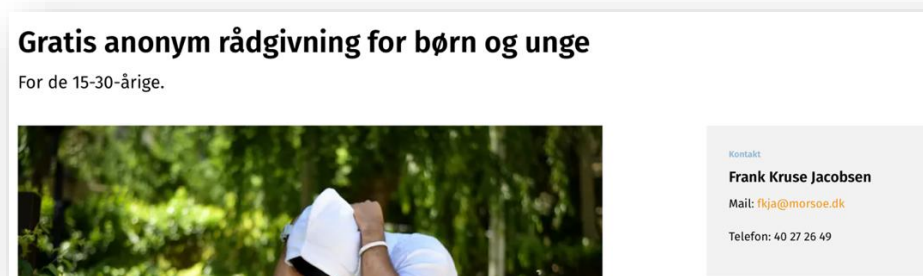 Gratis anonym rådgivning for børn og unge
For de 15-30-årige.
Kontakt
Frank Kruse Jacobsen
Mail: fkja@morsoe.dk
Telefon: 40 27 26 49